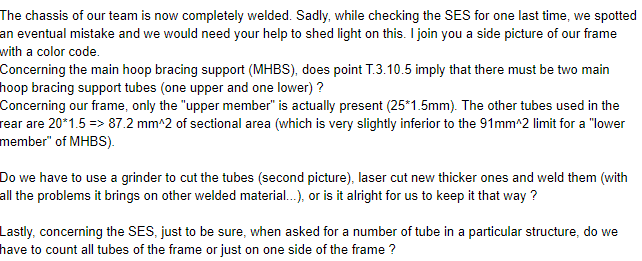 The chassis of our team is now completely welded. Sadly, while checking the SES for one last time, we spotted
an eventual mistake and we would need your help to shed light on this. I join you a side picture of our frame
with a color code.
Concerning the main hoop bracing support (MHBS), does point T.3.10.5 imply that there must be two main
hoop bracing support tubes (one upper and one lower) ?
Concerning our frame, only the "upper member" is actually present (25*1.5mm). The other tubes used in the
rear are 20*1.5 => 87.2 mm^2 of sectional area (which is very slightly inferior to the 91mm^2 limit for a "lower
member" of MHBS).
Do we have to use a grinder to cut the tubes (second picture), laser cut new thicker ones and weld them (with
all the problems it brings on other welded material...), or is it alright for us to keep it that way ?
Lastly, concerning the SES, just to be sure, when asked for a number of tube in a particular structure, do we
have to count all tubes of the frame or just on one side of the frame ?